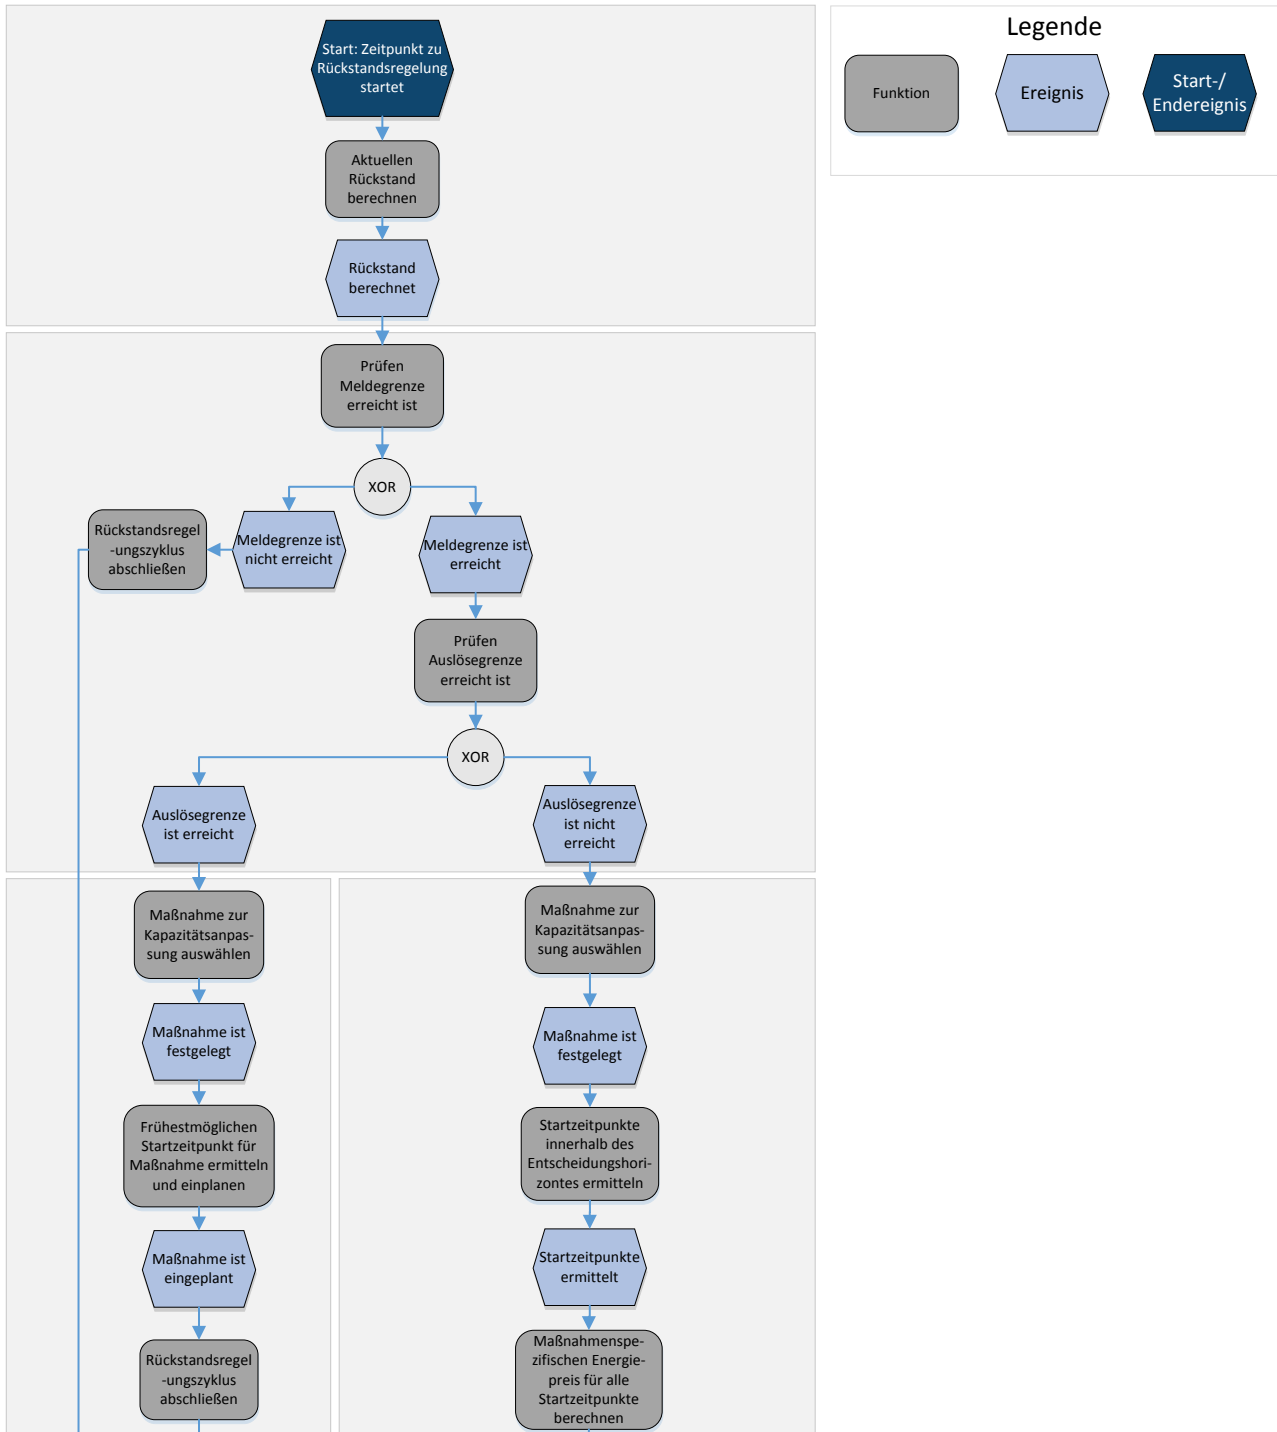 Start: Zeitpunkt zu
Rückstandsregelung
startet
Legende
Funktion
Ereignis
Start-/
Endereignis
Aktuellen
Rückstand
berechnen
Rückstand
berechnet
Prüfen
Meldegrenze
erreicht ist
XOR
Rückstandsregel
-ungszyklus
abschließen
Meldegrenze ist
nicht erreicht
Meldegrenze ist
erreicht
Prüfen
Auslösegrenze
erreicht ist
XOR
Auslösegrenze
ist erreicht
Auslösegrenze
ist nicht
erreicht
Maßnahme zur
Kapazitätsanpas-
sung auswählen
Maßnahme ist
festgelegt
Frühestmöglichen
Startzeitpunkt für
Maßnahme ermitteln
und einplanen
Maßnahme ist
eingeplant
Rückstandsregel
-ungszyklus
abschließen
Maßnahme zur
Kapazitätsanpas-
sung auswählen
Maßnahme ist
festgelegt
Startzeitpunkte
innerhalb des
Entscheidungshori-
zontes ermitteln
Startzeitpunkte
ermittelt
Maßnahmenspe-
zifischen Energie-
preis für alle
Startzeitpunkte
berechnen